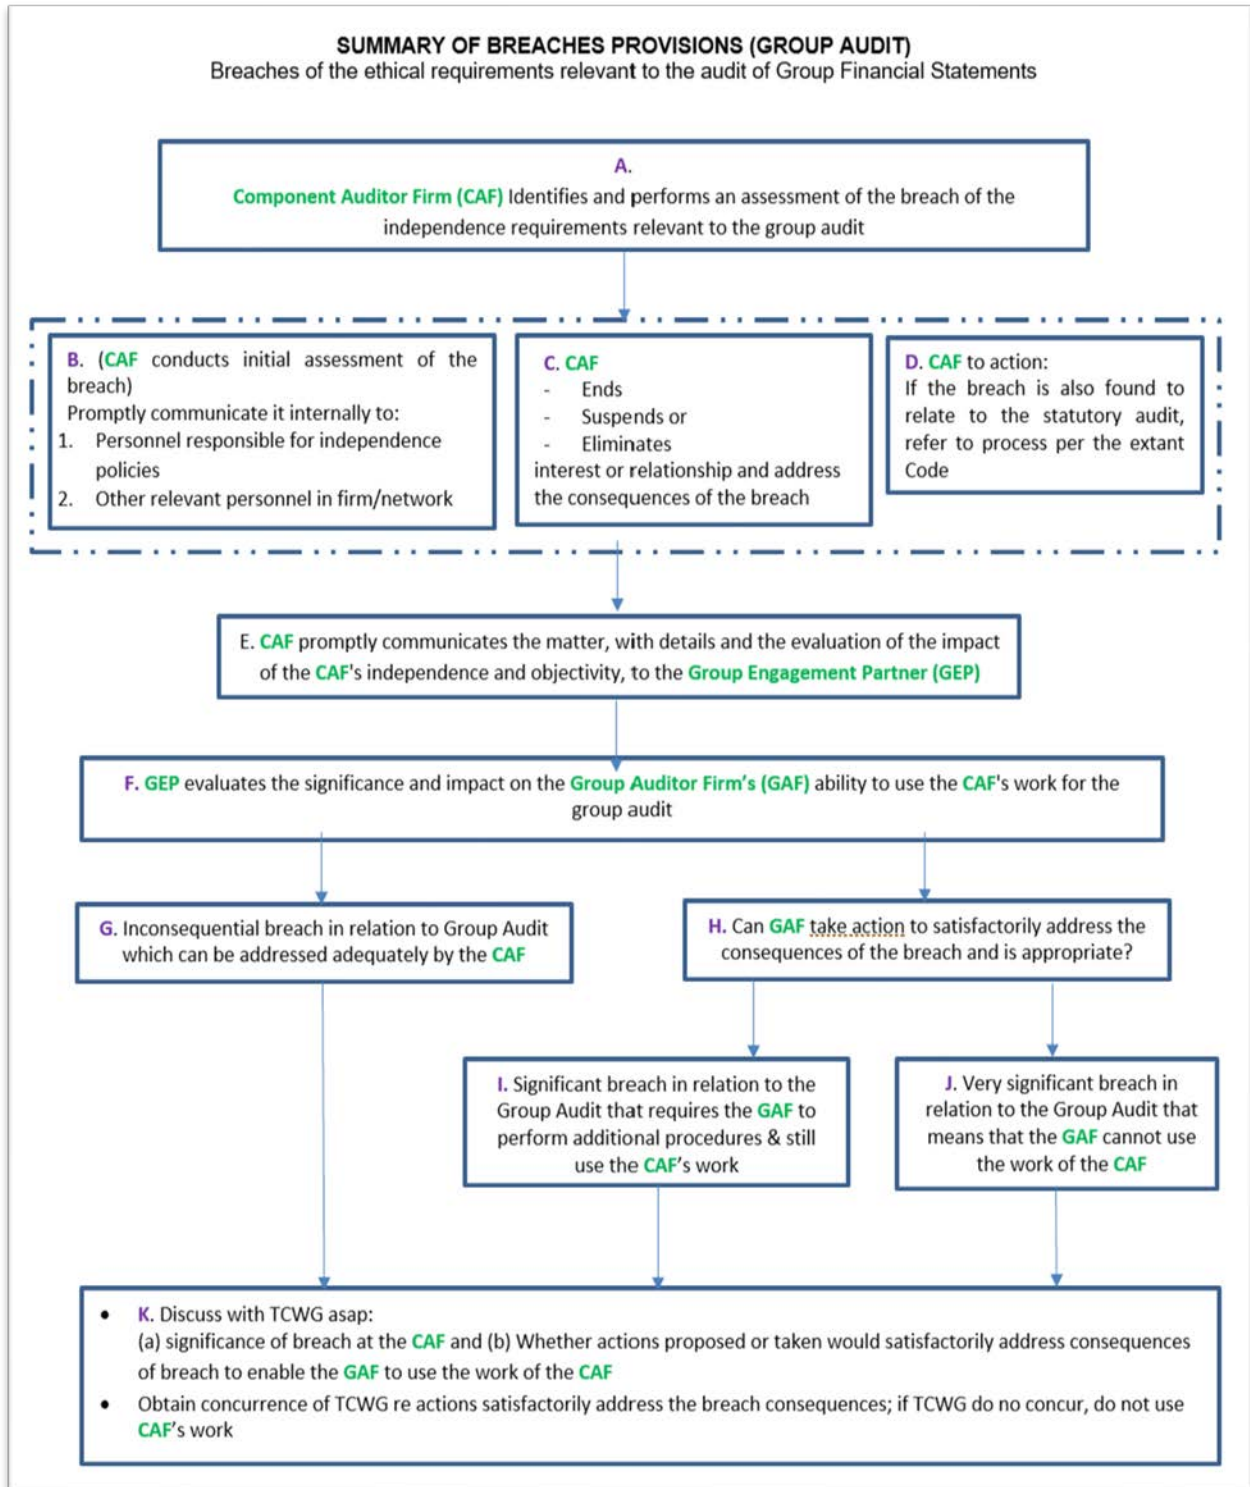 SUMMARY OF BREACHES PROVISIONS (GROUP AUDIT)
Breaches of the ethical requirements relevant to the audit of Group Financial Statements
A.
Component Auditor Firm (CAF) Identifies and performs an assessment of the breach of the
independence requirements relevant to the group audit
B. (CAF conducts initial assessment of the
breach)
Promptly communicate it internally to:
1. Personnel responsible for independence
policies
2. Other relevant personnel in firm/network
C. CAF
- Ends
- Suspends or
- Eliminates
interest or relationship and address
the consequences of the breach
D. CAF to action:
If the breach is also found to
relate to the statutory audit,
refer to process per the extant
Code
E. CAF promptly communicates the matter, with details and the evaluation of the impact
of the CAF's independence and objectivity, to the Group Engagement Partner (GEP)
F. GEP evaluates the significance and impact on the Group Auditor Firm's (GAF) ability to use the CAF's work for the
group audit
G. Inconsequential breach in relation to Group Audit
which can be addressed adequately by the CAF
H. Can GAF take action to satisfactorily address the
consequences of the breach and is appropriate?
I. Significant breach in relation to the
Group Audit that requires the GAF to
perform additional procedures & still
use the CAF's work
J. Very significant breach in
relation to the Group Audit that
means that the GAF cannot use
the work of the CAF
• K. Discuss with TCWG asap:
(a) significance of breach at the CAF and (b) Whether actions proposed or taken would satisfactorily address consequences
of breach to enable the GAF to use the work of the CAF
• Obtain concurrence of TCWG re actions satisfactorily address the breach consequences; if TCWG do no concur, do not use
CAF's work